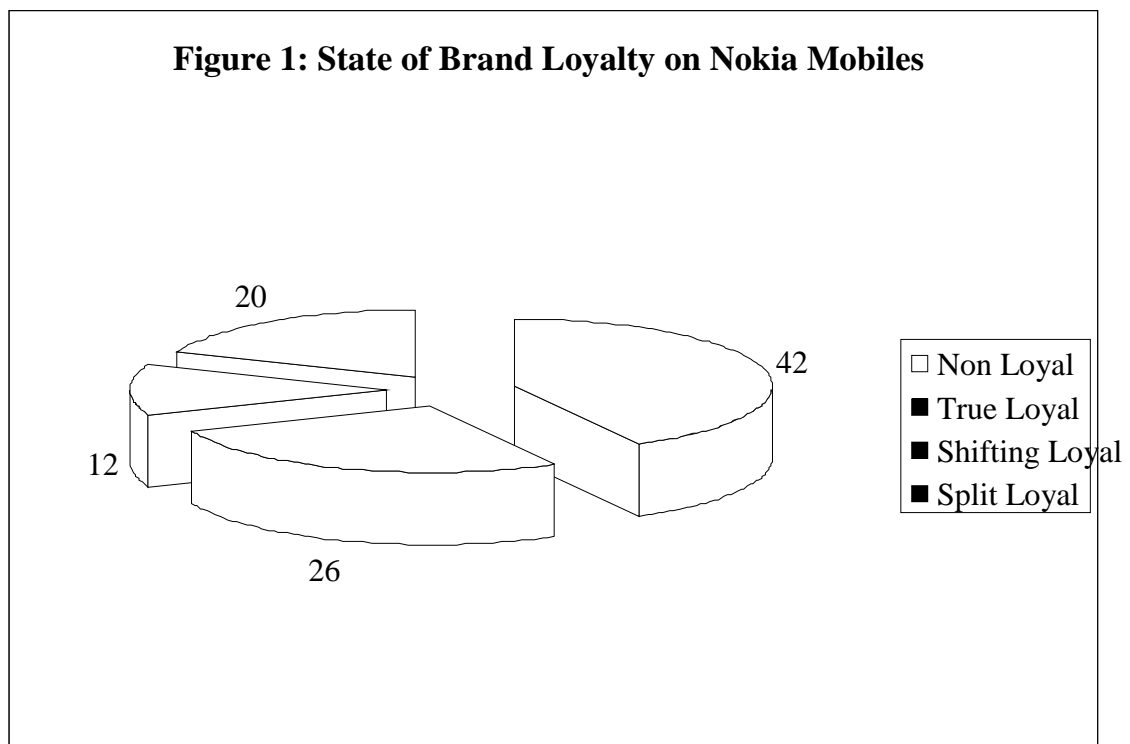 Figure 1: State of Brand Loyalty on Nokia Mobiles
20
42
12
26
Non Loyal
True Loyal
Shifting Loyal
Split Loyal